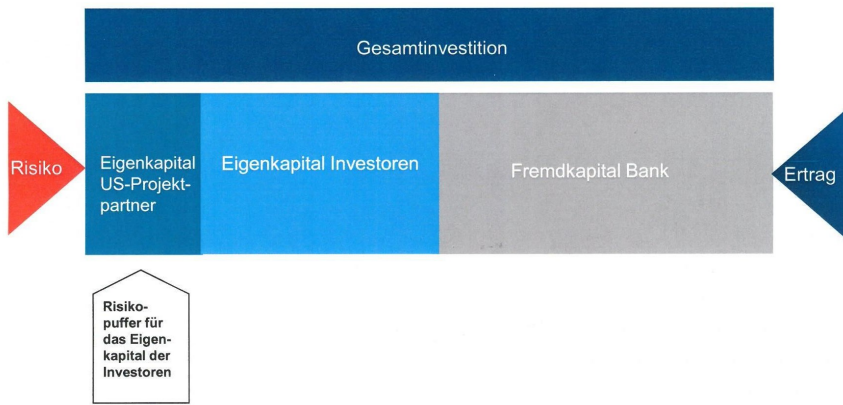 Gesamtinvestition
Risiko
Eigenkapital
US-Projekt-
partner
Eigenkapital Investoren
Fremdkapital Bank
Ertrag
Risiko-
puffer für
das Eigen-
kapital der
Investoren